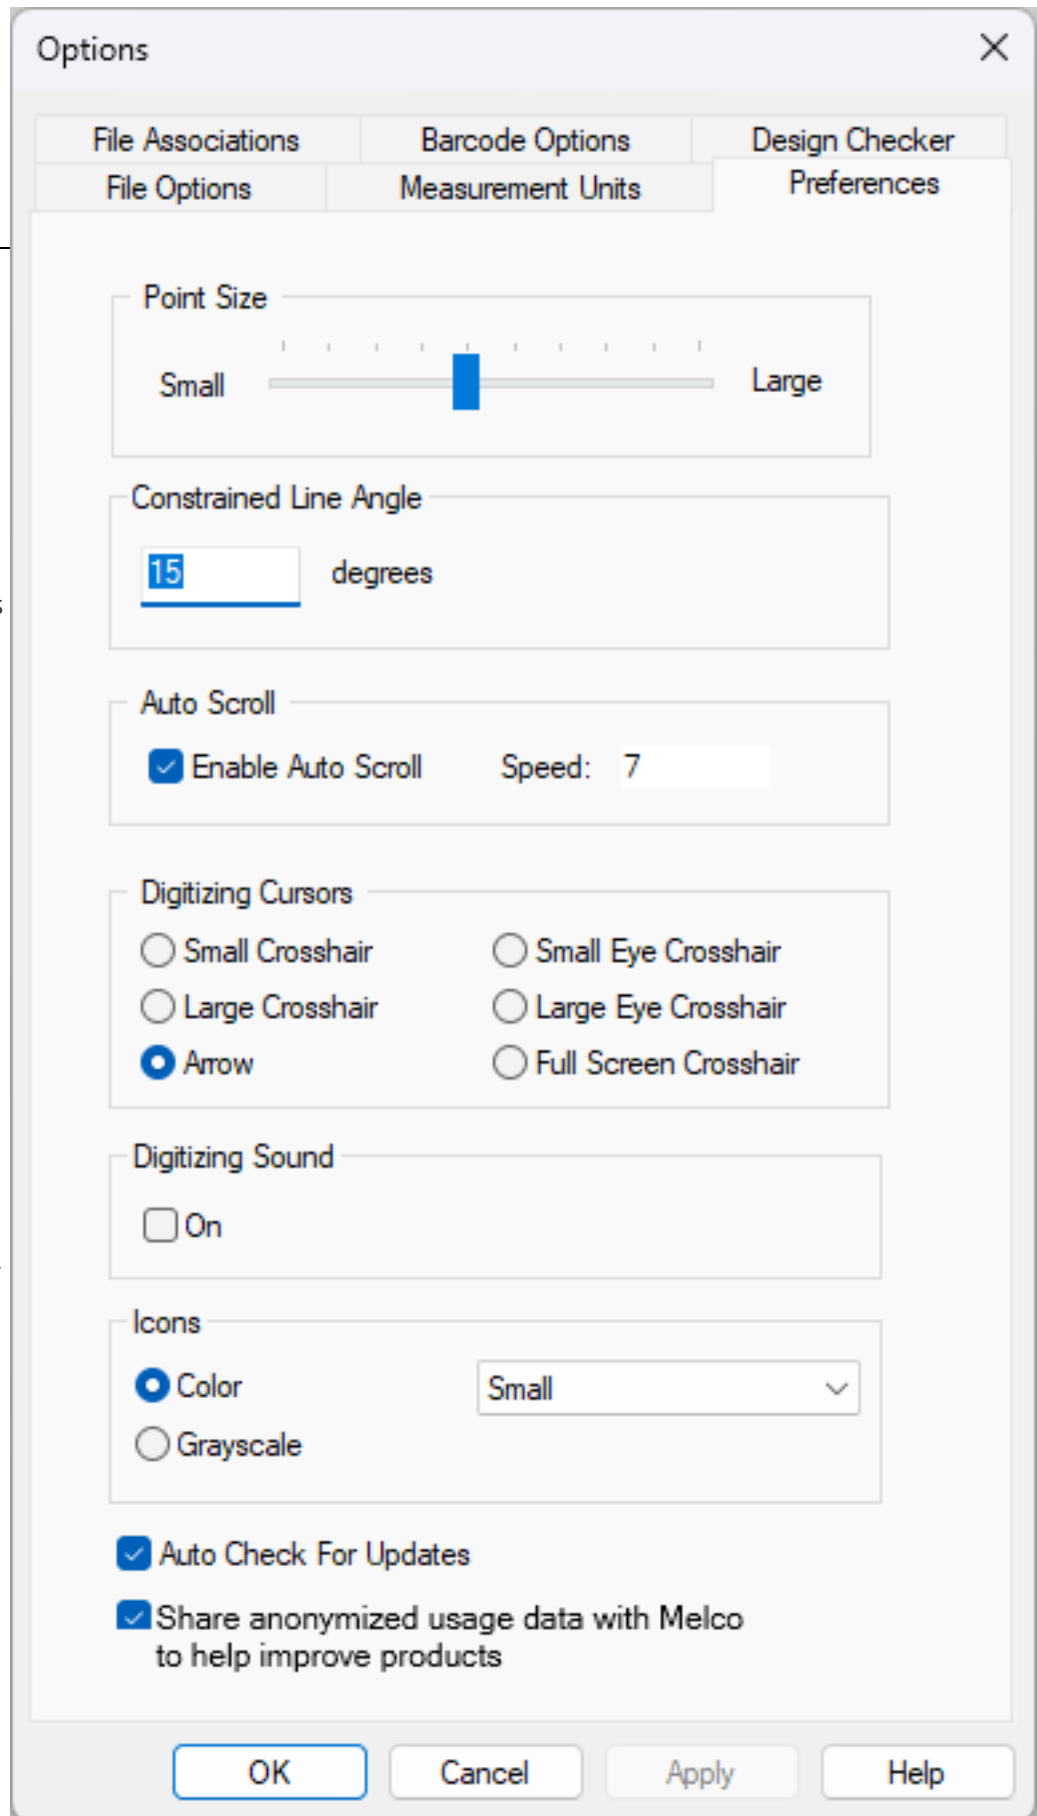 Options
File Associations Barcode Options Design Checker
File Options Measurement Units Preferences
Point Size
Small Large
Constrained Line Angle
15 degrees
Auto Scroll
Enable Auto Scroll Speed: 7
Digitizing Cursors
Small Crosshair Small Eye Crosshair
Large Crosshair Large Eye Crosshair
Arrow Full Screen Crosshair
Digitizing Sound
On
Icons
Color Small
Grayscale
Auto Check For Updates
Share anonymized usage data with Melco
to help improve products
OK Cancel Apply Help